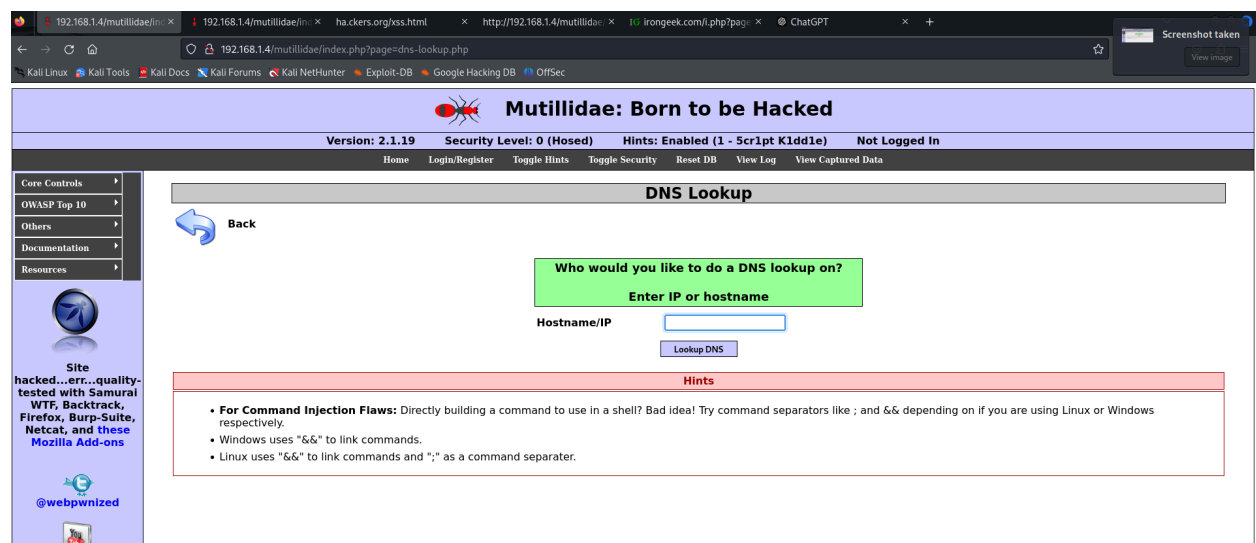 192.168.1.4/mutillidae/ind
192.168.1.4/mutillidae/ind
ha.ckers.org/xss.html
http://192.168.1.4/mutillidae/
irongeek.com/i.php?page
ChatGPT
Screenshot taken
View image
192.168.1.4/mutillidae/index.php?page=dns-lookup.php
Kali Linux Kali Tools Kali Docs Kali Forums Kali NetHunter Exploit-DB Google Hacking DB OffSec
Mutillidae: Born to be Hacked
Version: 2.1.19 Security Level: 0 (Hosed) Hints: Enabled (1 - 5cr1pt K1dd1e) Not Logged In
Home Login/Register Toggle Hints Toggle Security Reset DB View Log View Captured Data
Core Controls
OWASP Top 10
Others
Documentation
Resources
Site
hacked...err...quality-
tested with Samurai
WTF, Backtrack,
Firefox, Burp-Suite,
Netcat, and these
Mozilla Add-ons
@webpwnized
You
DNS Lookup
Back
Who would you like to do a DNS lookup on?
Enter IP or hostname
Hostname/IP
Lookup DNS
Hints
• For Command Injection Flaws: Directly building a command to use in a shell? Bad idea! Try command separators like ; and && depending on if you are using Linux or Windows
respectively.
• Windows uses "&&" to link commands.
• Linux uses "&&" to link commands and ";" as a command separater.